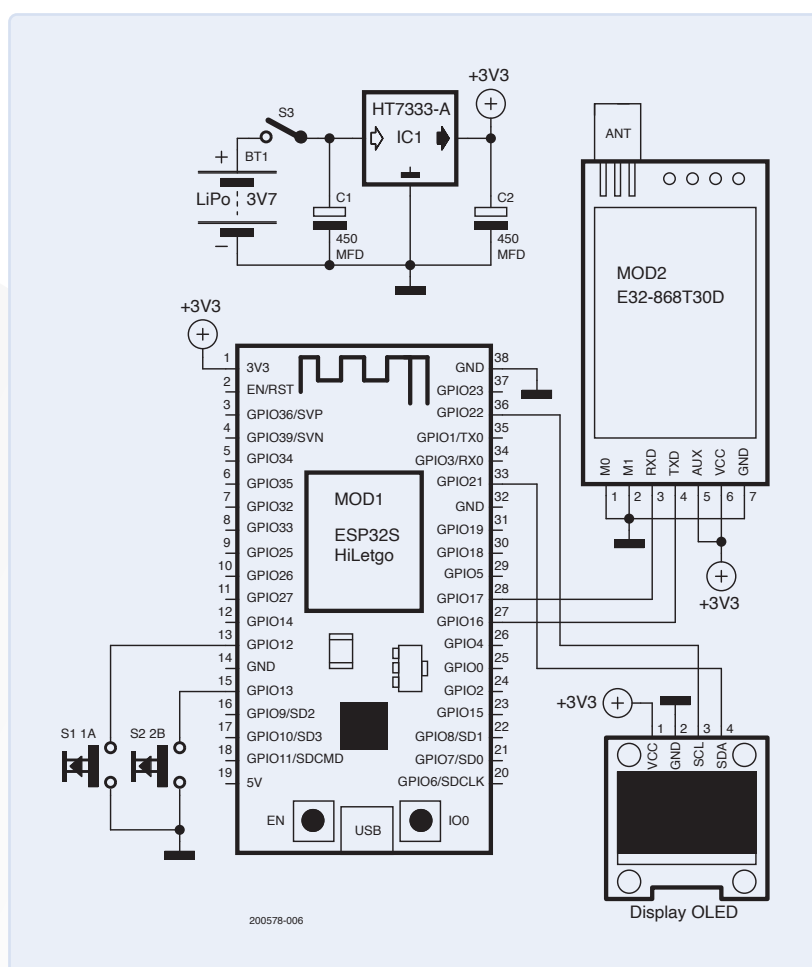 +3V3
HT7333-A
IC1
S3
+
BT1
LiPo 3V7
–
C1
450
MFD
C2
450
MFD
ANT
MOD2
E32-868T30D
M0
M1
RXD
TXD
AUX
VCC
GND
1
2
3
4
5
6
7
+3V3
+3V3
1 3V3
2 EN/RST
3 GPIO36/SVP
4 GPIO39/SVN
5 GPIO34
6 GPIO35
7 GPIO32
8 GPIO33
9 GPIO25
10 GPIO26
11 GPIO27
12 GPIO14
13 GPIO12
14 GND
15 GPIO13
16 GPIO9/SD2
17 GPIO10/SD3
18 GPIO11/SDCMD
19 5V
MOD1
ESP32S
HiLetgo
GND 38
GPIO23 37
GPIO22 36
GPIO1/TX0 35
GPIO3/RX0 34
GPIO21 33
GND 32
GPIO19 31
GPIO18 30
GPIO5 29
GPIO17 28
GPIO16 27
GPIO4 26
GPIO0 25
GPIO2 24
GPIO15 23
GPIO8/SD1 22
GPIO7/SD0 21
GPIO6/SDCLK 20
EN
USB
IO0
S1 1A
S2 2B
+3V3
1
2
3
4
VCC
GND
SCL
SDA
Display OLED
200578-006